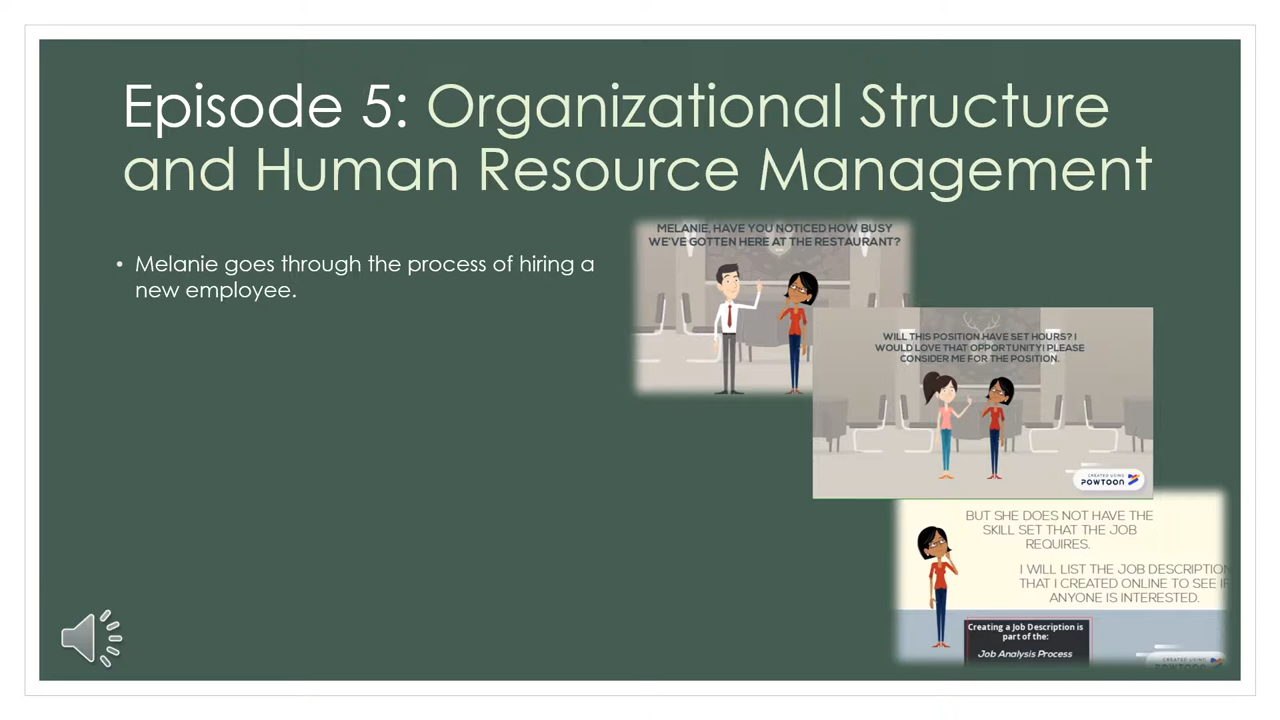 Episode 5: Organizational Structure
and Human Resource Management
• Melanie goes through the process of hiring a
new employee.
MELANIE, HAVE YOU NOTICED HOW BUSY
WE'VE GOTTEN HERE AT THE RESTAURANT?
WILL THIS POSITION HAVE SET HOURS? I
WOULD LOVE THAT OPPORTUNITY! PLEASE
CONSIDER ME FOR THE POSITION.
CREATED USING
POWTOON
BUT SHE DOES NOT HAVE THE
SKILL SET THAT THE JOB
REQUIRES.
I WILL LIST THE JOB DESCRIPTION
THAT I CREATED ONLINE TO SEE IF
ANYONE IS INTERESTED.
Creating a Job Description is
part of the:
Job Analysis Process
CREATED USING
POWTOON